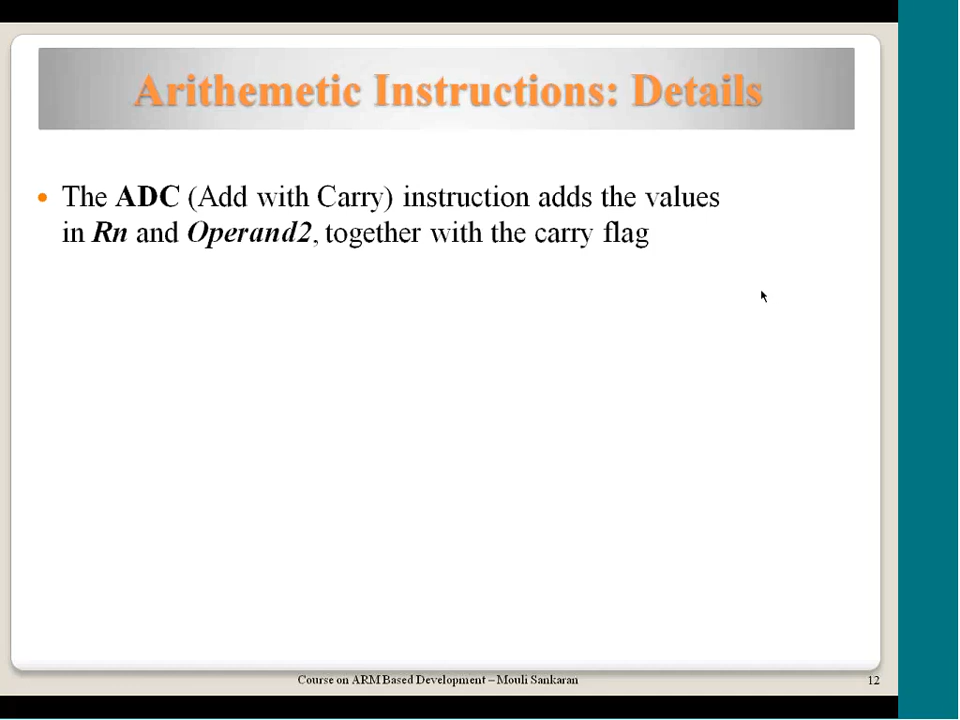 Arithemetic Instructions: Details
• The ADC (Add with Carry) instruction adds the values
in Rn and Operand2, together with the carry flag
Course on ARM Based Development – Mouli Sankaran
12